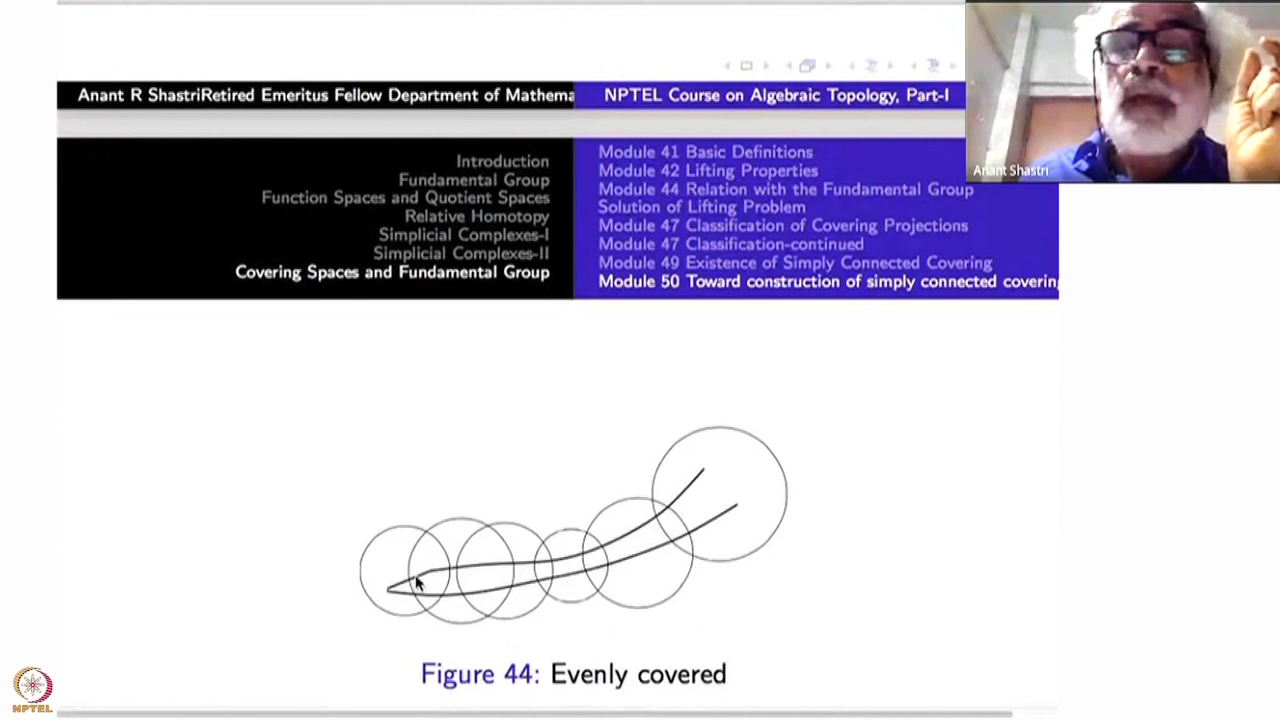 Anant R ShastriRetired Emeritus Fellow Department of Mathema
NPTEL Course on Algebraic Topology, Part-I
Anant Shastri
Introduction
Fundamental Group
Function Spaces and Quotient Spaces
Relative Homotopy
Simplicial Complexes-I
Simplicial Complexes-II
Covering Spaces and Fundamental Group
Module 41 Basic Definitions
Module 42 Lifting Properties
Module 44 Relation with the Fundamental Group
Solution of Lifting Problem
Module 47 Classification of Covering Projections
Module 47 Classification-continued
Module 49 Existence of Simply Connected Covering
Module 50 Toward construction of simply connected covering
Figure 44: Evenly covered
NPTEL